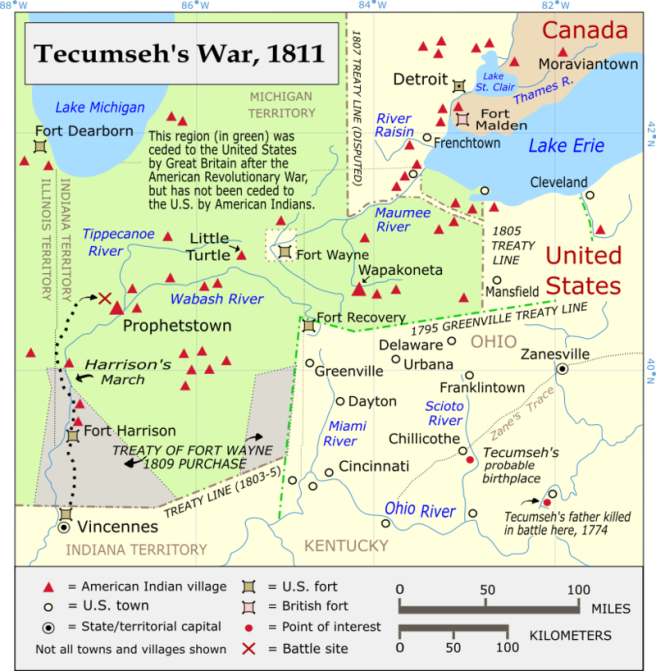 88°W
86°W
84°W
82°W
Tecumseh's War, 1811
Canada
Moraviantown
Detroit
Lake
St. Clair
Thames R.
1807 TREATY LINE (DISPUTED)
MICHIGAN
TERRITORY
Lake Michigan
Fort Dearborn
River
Raisin
Fort
Malden
Frenchtown
Lake Erie
42°N
This region (in green) was
ceded to the United States
by Great Britain after the
American Revolutionary War,
but has not been ceded to
the U.S. by American Indians.
Cleveland
ILLINOIS TERRITORY
INDIANA TERRITORY
Maumee
River
Tippecanoe
River
Little
Turtle
Fort Wayne
1805
TREATY
LINE
United
States
Wapakoneta
Mansfield
Wabash River
Prophetstown
Fort Recovery
1795 GREENVILLE TREATY LINE
OHIO
Delaware
Urbana
Zanesville
Harrison's
March
Greenville
Franklintown
40°N
Dayton
Scioto
River
Zane's Trace
Fort Harrison
Miami
River
Chillicothe
TREATY OF FORT WAYNE
1809 PURCHASE
Tecumseh's
probable
birthplace
Cincinnati
TREATY LINE (1803-5)
Ohio River
Tecumseh's father killed
in battle here, 1774
Vincennes
INDIANA TERRITORY
KENTUCKY
= American Indian village
= U.S. fort
= U.S. town
= British fort
= State/territorial capital
= Point of interest
Not all towns and villages shown
= Battle site
0 50 100
MILES
KILOMETERS
0 50 100